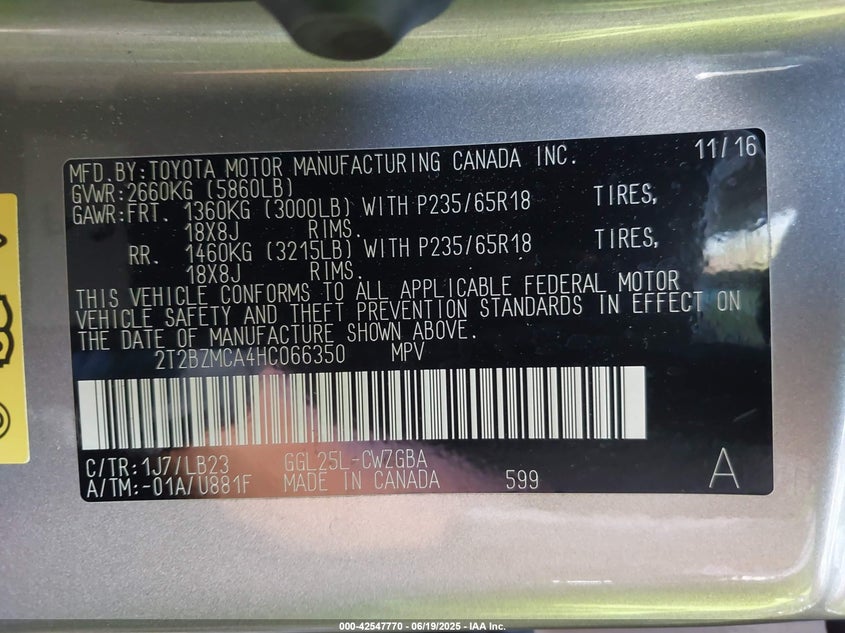 MFD.BY:TOYOTA MOTOR MANUFACTURING CANADA INC. 11/16
GVWR:2660KG (5860LB)
GAWR:FRT. 1360KG (3000LB) WITH P235/65R18 TIRES,
18X8J RIMS.
RR. 1460KG (3215LB) WITH P235/65R18 TIRES,
18X8J RIMS.
THIS VEHICLE CONFORMS TO ALL APPLICABLE FEDERAL MOTOR
VEHICLE SAFETY AND THEFT PREVENTION STANDARDS IN EFFECT ON
THE DATE OF MANUFACTURE SHOWN ABOVE.
2T2BZMCA4HC066350 MPV
C/TR:1J7/LB23 GGL25L-CWZGBA A
A/TM:-01A/U881F MADE IN CANADA 599
000-42547770 - 06/19/2025 - IAA Inc.